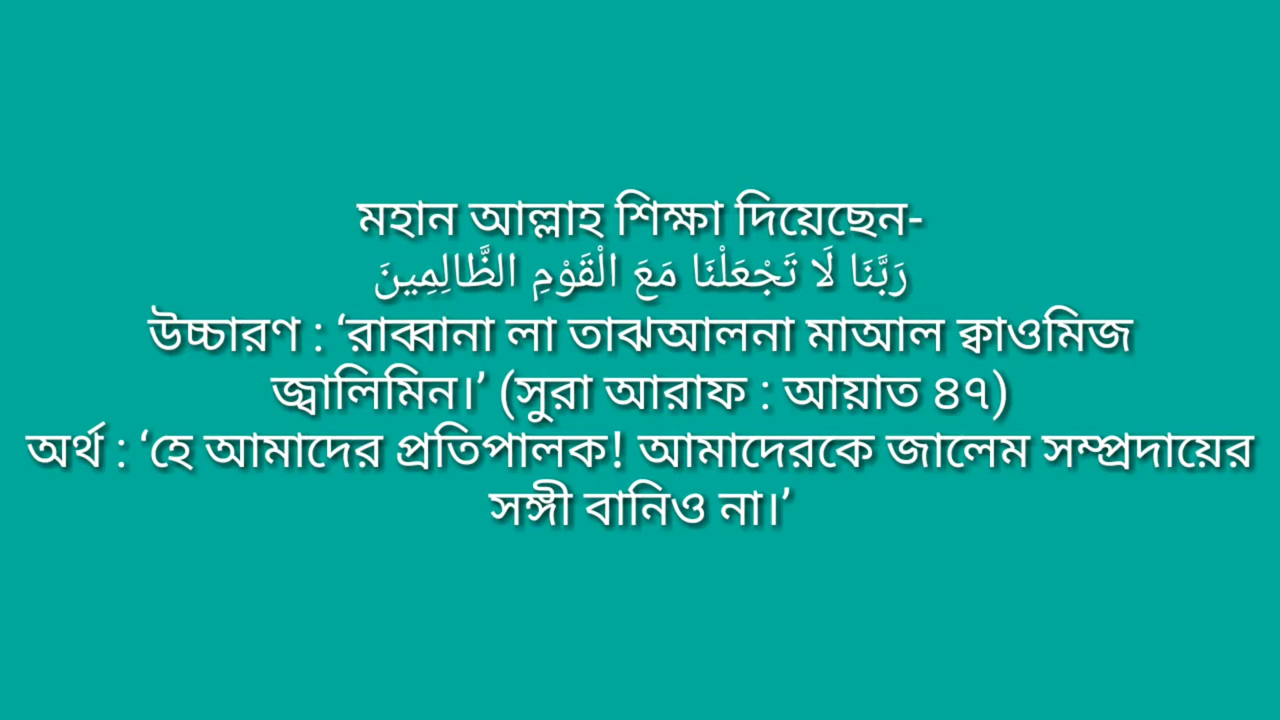 মহান আল্লাহ শিক্ষা দিয়েছেন-
رَبَّنَا لَا تَجْعَلْنَا مَعَ الْقَوْمِ الظَّالِمِينَ
উচ্চারণ : ‘রাব্বানা লা তাঝআলনা মাআল ক্বাওমিজ
জ্বালিমিন।’ (সুরা আরাফ : আয়াত ৪৭)
অর্থ : ‘হে আমাদের প্রতিপালক! আমাদেরকে জালেম সম্প্রদায়ের
সঙ্গী বানিও না।’